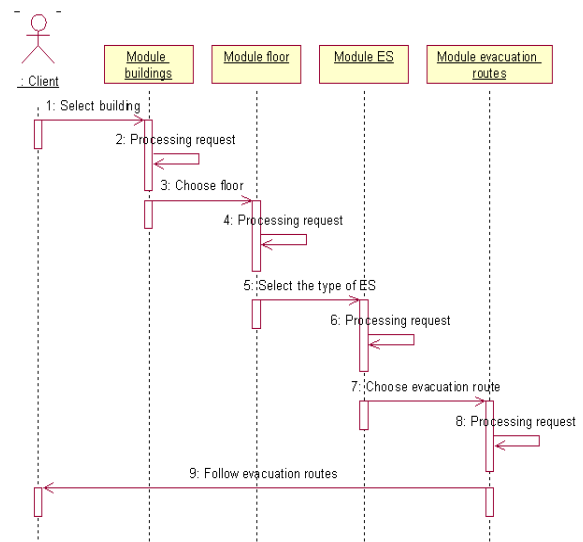 : Client
Module
buildings
Module floor
Module ES
Module evacuation
routes
1: Select building
2: Processing request
3: Choose floor
4: Processing request
5: Select the type of ES
6: Processing request
7: Choose evacuation route
8: Processing request
9: Follow evacuation routes